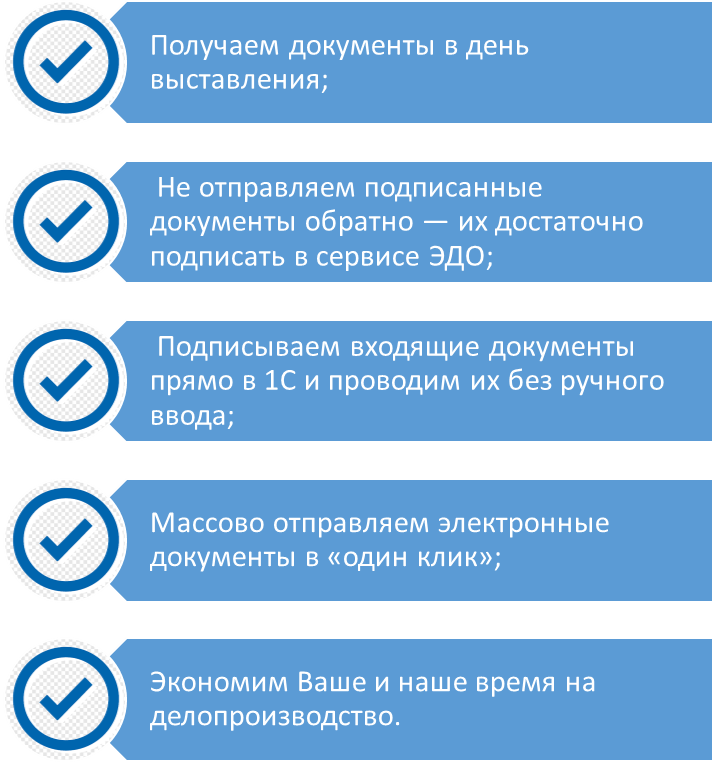 Получаем документы в день
выставления;
Не отправляем подписанные
документы обратно — их достаточно
подписать в сервисе ЭДО;
Подписываем входящие документы
прямо в 1С и проводим их без ручного
ввода;
Массово отправляем электронные
документы в «один клик»;
Экономим Ваше и наше время на
делопроизводство.